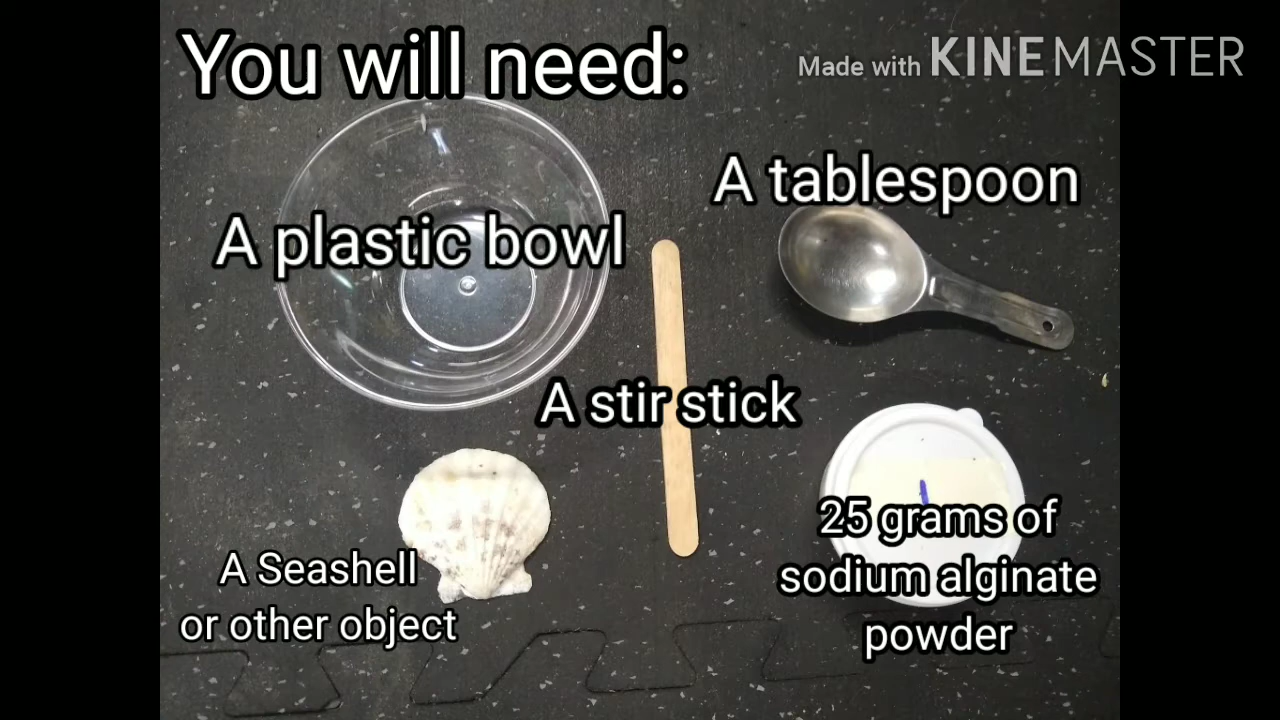 You will need:
Made with KINEMASTER
A tablespoon
A plastic bowl
A stir stick
25 grams of
sodium alginate
powder
A Seashell
or other object